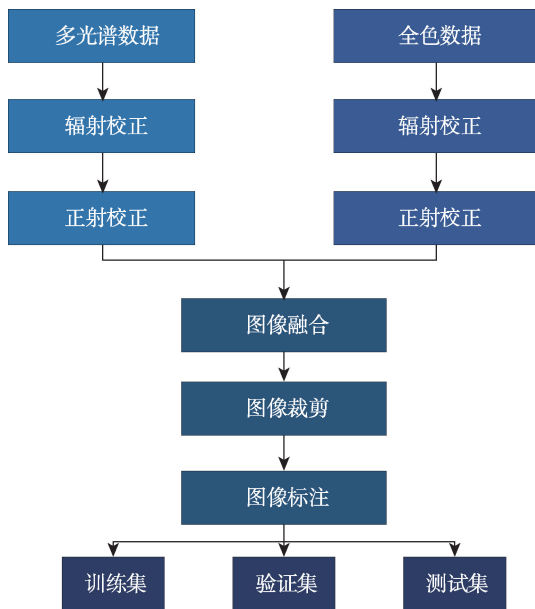 多光谱数据
全色数据
辐射校正
辐射校正
正射校正
正射校正
图像融合
图像裁剪
图像标注
训练集
验证集
测试集